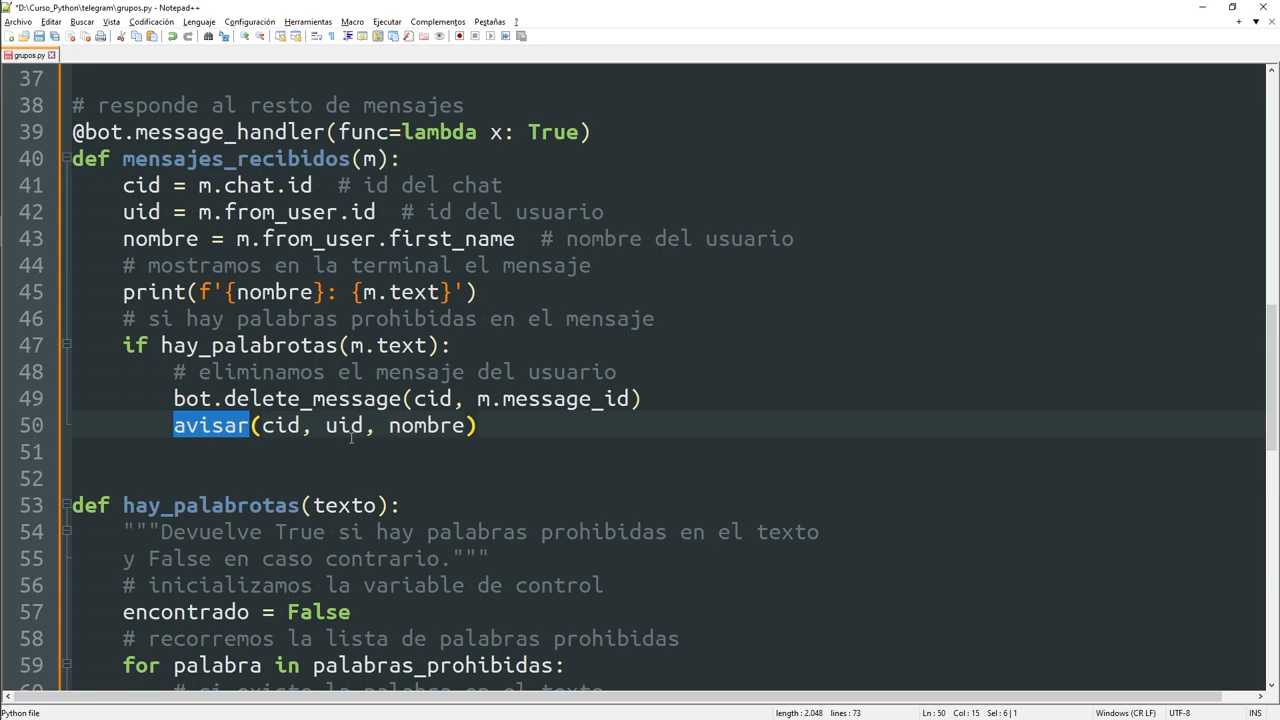 *D:\Curso_Python\telegram\grupos.py - Notepad++
Archivo Editar Buscar Vista Codificación Lenguaje Configuración Herramientas Macro Ejecutar Complementos Pestañas ?
grupos.py
37
38 # responde al resto de mensajes
39 @bot.message_handler(func=lambda x: True)
40 def mensajes_recibidos(m):
41 cid = m.chat.id # id del chat
42 uid = m.from_user.id # id del usuario
43 nombre = m.from_user.first_name # nombre del usuario
44 # mostramos en la terminal el mensaje
45 print(f'{nombre}: {m.text}')
46 # si hay palabras prohibidas en el mensaje
47 if hay_palabrotas(m.text):
48 # eliminamos el mensaje del usuario
49 bot.delete_message(cid, m.message_id)
50 avisar(cid, uid, nombre)
51
52
53 def hay_palabrotas(texto):
54 """Devuelve True si hay palabras prohibidas en el texto
55 y False en caso contrario."""
56 # inicializamos la variable de control
57 encontrado = False
58 # recorremos la lista de palabras prohibidas
59 for palabra in palabras_prohibidas:
60 # si existe la palabra en el texto
Python file length : 2.048 lines : 73 Ln : 50 Col : 15 Sel : 6 | 1 Windows (CR LF) UTF-8 INS